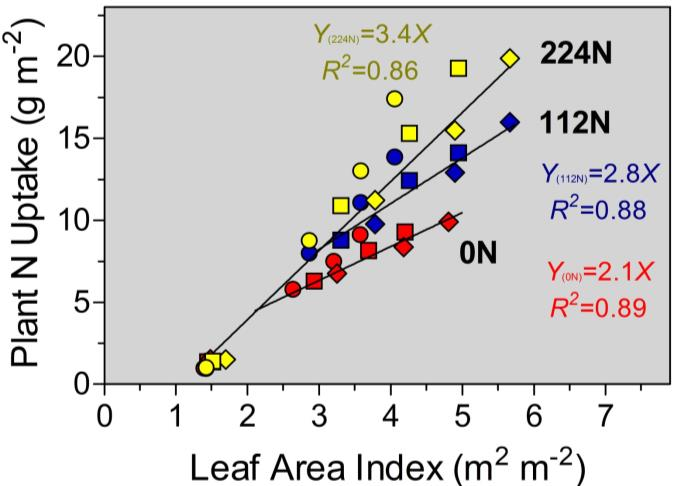 Y(224N)=3.4X
R²=0.86
224N
112N
Y(112N)=2.8X
R²=0.88
0N
Y(0N)=2.1X
R²=0.89
Plant N Uptake (g m⁻²)
20
15
10
5
0
0 1 2 3 4 5 6 7
Leaf Area Index (m² m⁻²)